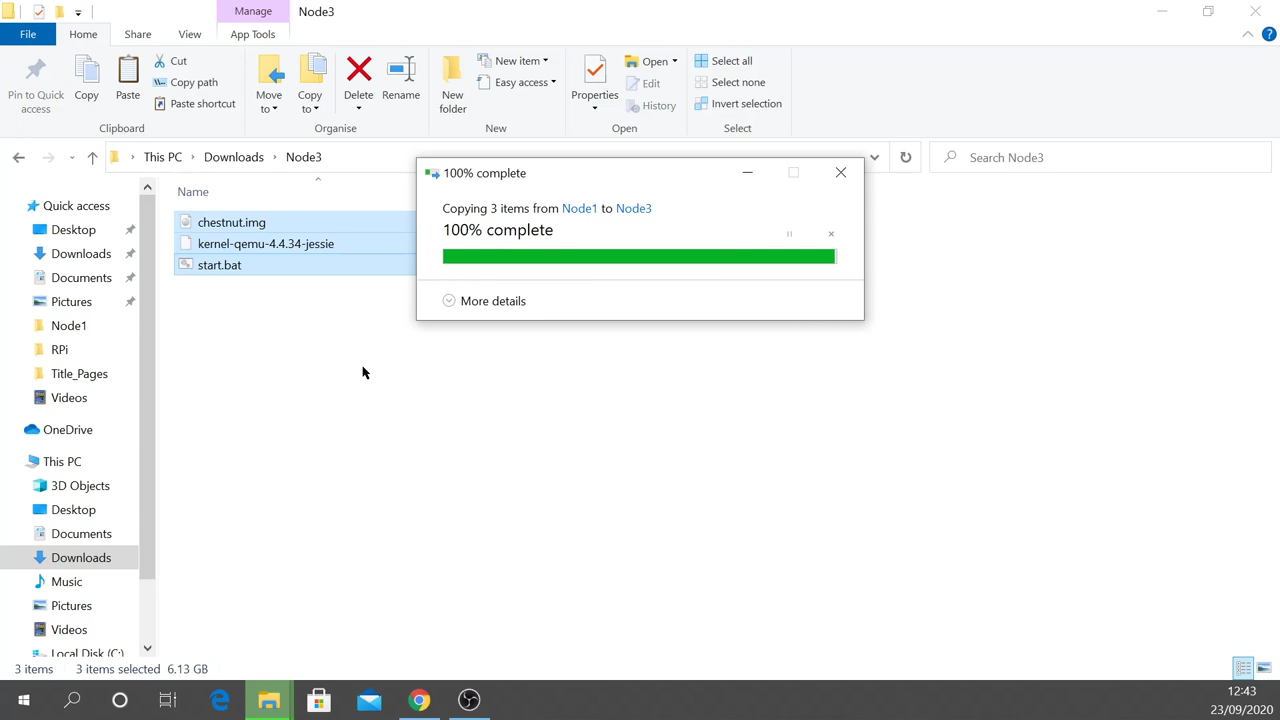 Manage
Node3
File
Home
Share
View
App Tools
Pin to Quick
access
Copy
Paste
Cut
Copy path
Paste shortcut
Clipboard
Move
to
Copy
to
Delete
Rename
Organise
New
folder
New item
Easy access
New
Properties
Open
Edit
History
Open
Select all
Select none
Invert selection
Select
This PC
Downloads
Node3
Search Node3
Name
chestnut.img
kernel-qemu-4.4.34-jessie
start.bat
100% complete
Copying 3 items from Node1 to Node3
100% complete
More details
Quick access
Desktop
Downloads
Documents
Pictures
Node1
RPi
Title_Pages
Videos
OneDrive
This PC
3D Objects
Desktop
Documents
Downloads
Music
Pictures
Videos
Local Disk (C:)
3 items
3 items selected 6.13 GB
12:43
23/09/2020